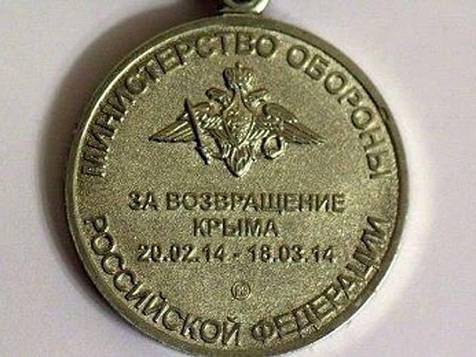 МИНИСТЕРСТВО ОБОРОНЫ
ЗА ВОЗВРАЩЕНИЕ
КРЫМА
20.02.14 - 18.03.14
РОССИЙСКОЙ ФЕДЕРАЦИИ